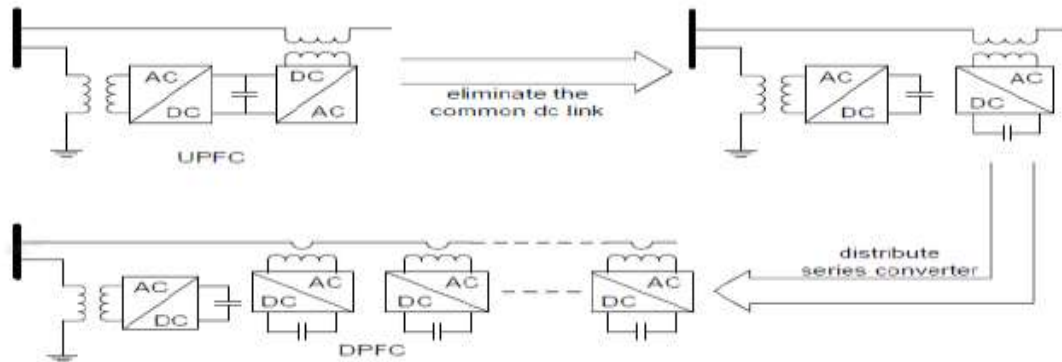 AC
DC
DC
AC
UPFC
eliminate the
common dc link
AC
DC
AC
DC
distribute
series converter
AC
DC
AC
DC
AC
DC
AC
DC
DPFC